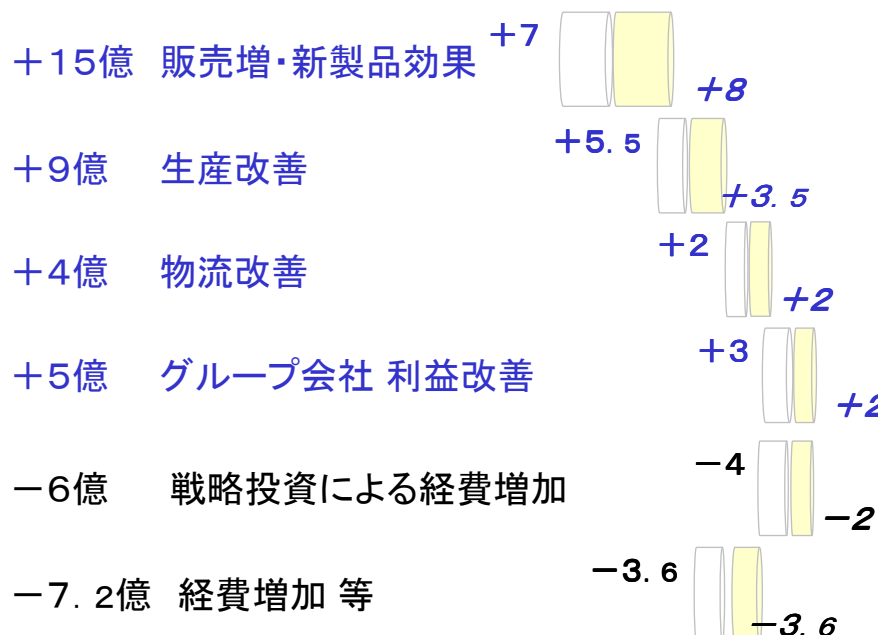 ＋15億 販売増・新製品効果 ＋7
＋8
＋9億 生産改善 ＋5.5
＋3.5
＋4億 物流改善 ＋2
＋2
＋5億 グループ会社 利益改善 ＋3
＋2
－6億 戦略投資による経費増加 －4
－2
－7.2億 経費増加 等 －3.6
－3.6